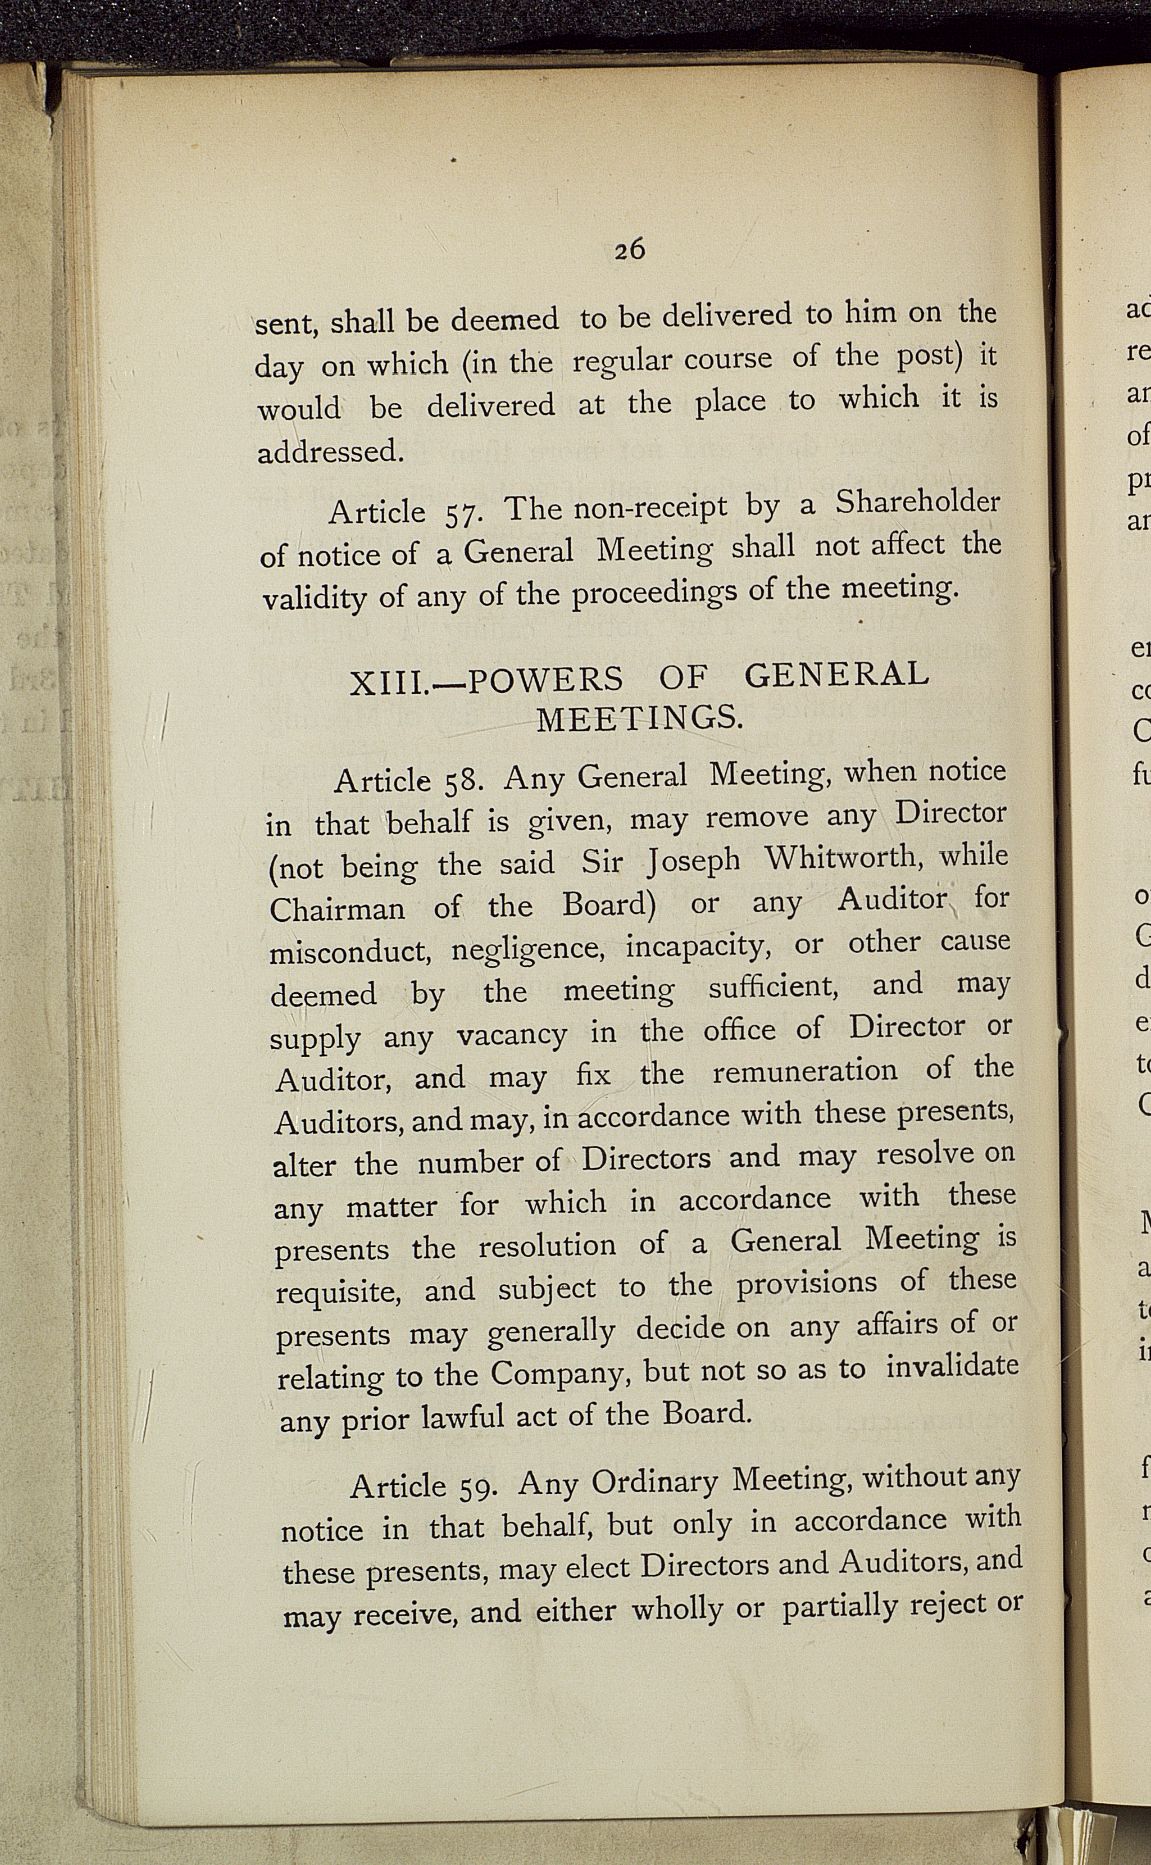 26
sent, shall be deemed to be delivered to him on the
day on which (in the regular course of the post) it
would be delivered at the place to which it is
addressed.
Article 57. The non-receipt by a Shareholder
of notice of a General Meeting shall not affect the
validity of any of the proceedings of the meeting.
XIII.—POWERS OF GENERAL
MEETINGS.
Article 58. Any General Meeting, when notice
in that behalf is given, may remove any Director
(not being the said Sir Joseph Whitworth, while
Chairman of the Board) or any Auditor for
misconduct, negligence, incapacity, or other cause
deemed by the meeting sufficient, and may
supply any vacancy in the office of Director or
Auditor, and may fix the remuneration of the
Auditors, and may, in accordance with these presents,
alter the number of Directors and may resolve on
any matter for which in accordance with these
presents the resolution of a General Meeting is
requisite, and subject to the provisions of these
presents may generally decide on any affairs of or
relating to the Company, but not so as to invalidate
any prior lawful act of the Board.
Article 59. Any Ordinary Meeting, without any
notice in that behalf, but only in accordance with
these presents, may elect Directors and Auditors, and
may receive, and either wholly or partially reject or